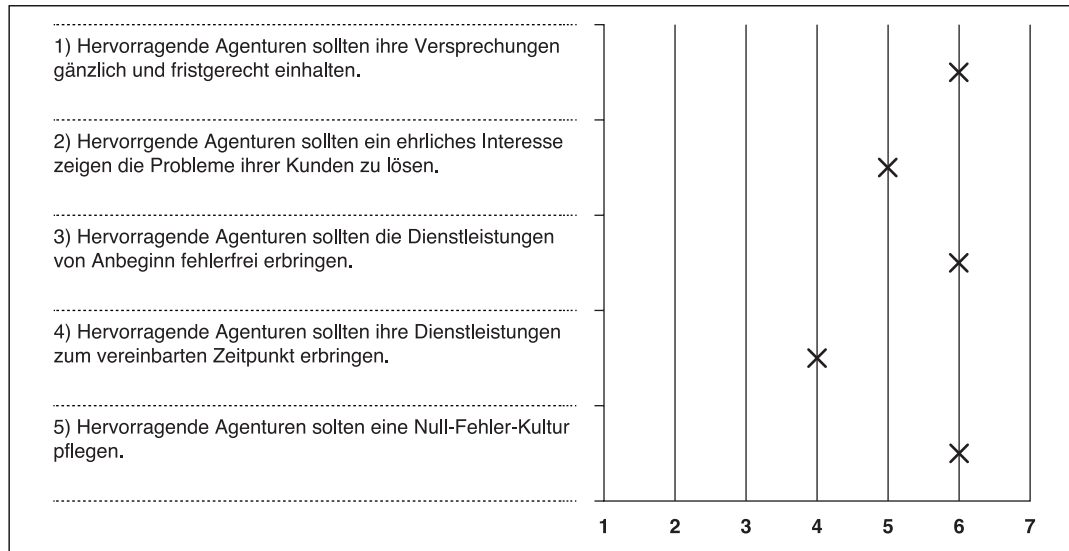 1) Hervorragende Agenturen sollten ihre Versprechungen
gänzlich und fristgerecht einhalten.
2) Hervorrgende Agenturen sollten ein ehrliches Interesse
zeigen die Probleme ihrer Kunden zu lösen.
3) Hervorragende Agenturen sollten die Dienstleistungen
von Anbeginn fehlerfrei erbringen.
4) Hervorragende Agenturen sollten ihre Dienstleistungen
zum vereinbarten Zeitpunkt erbringen.
5) Hervorragende Agenturen solten eine Null-Fehler-Kultur
pflegen.
1 2 3 4 5 6 7